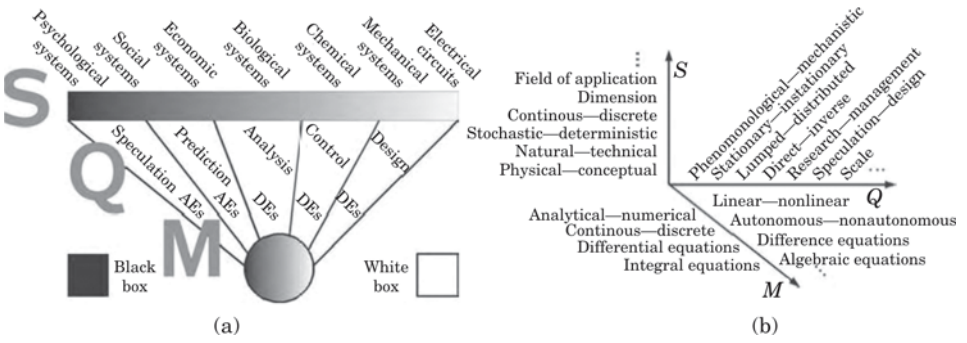 Psychological systems
Social systems
Economic systems
Biological systems
Chemical systems
Mechanical systems
Electrical circuits
S
Q
M
Speculation
Prediction
Analysis
Control
Design
AEs
AEs
DEs
DEs
DEs
Black box
White box
(a)
S
Field of application
Dimension
Continous—discrete
Stochastic—deterministic
Natural—technical
Physical—conceptual
Phenomonological—mechanistic
Stationary—instationary
Lumped—distributed
Direct—inverse
Research—management
Speculation—design
Scale
...
Q
Linear—nonlinear
Autonomous—nonautonomous
Difference equations
Algebraic equations
Analytical—numerical
Continous—discrete
Differential equations
Integral equations
M
(b)